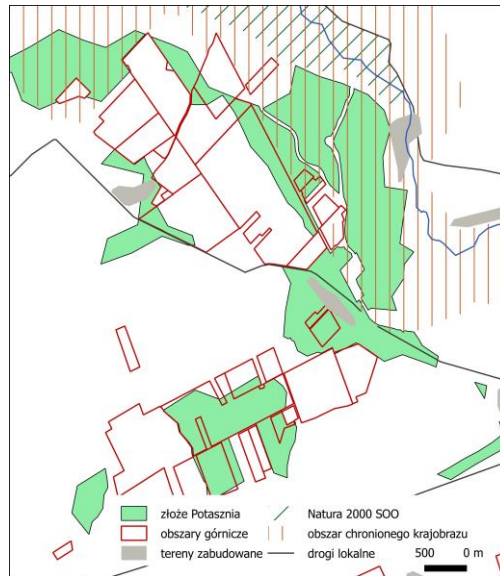 złoże Potasznia
Natura 2000 SOO
obszary górnicze
obszar chronionego krajobrazu
tereny zabudowane
drogi lokalne
500 0 m